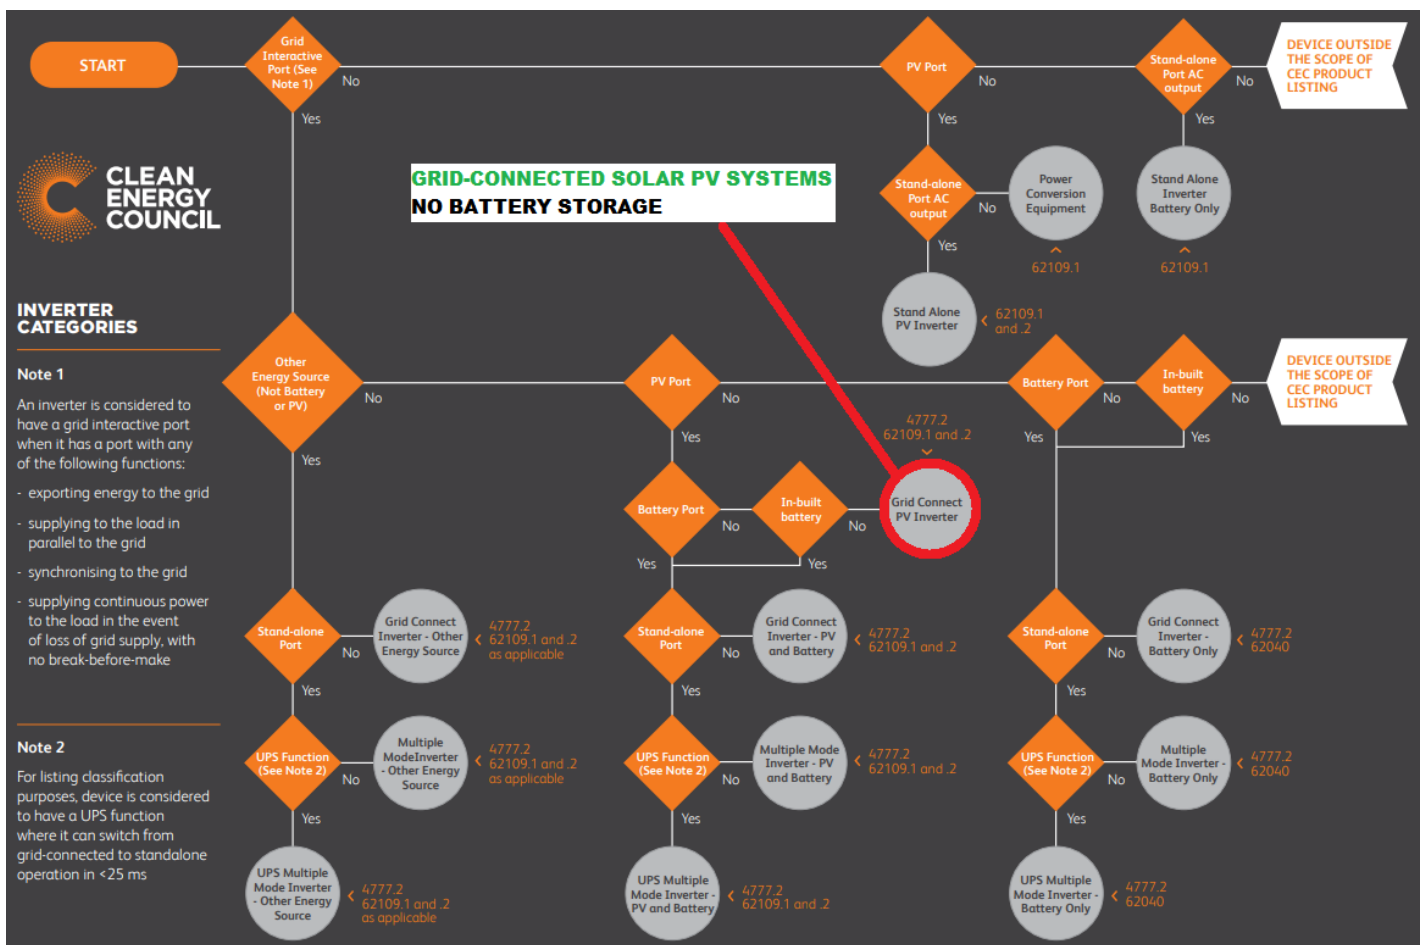 START
Grid
Interactive
Port (See
Note 1)
No
Yes
PV Port
No
Yes
Stand-alone
Port AC
output
No
Yes
DEVICE OUTSIDE
THE SCOPE OF
CEC PRODUCT
LISTING
CLEAN
ENERGY
COUNCIL
GRID-CONNECTED SOLAR PV SYSTEMS
NO BATTERY STORAGE
Stand-alone
Port AC
output
No
Yes
Power
Conversion
Equipment
62109.1
Stand Alone
Inverter
Battery Only
62109.1
Stand Alone
PV Inverter
62109.1
and .2
INVERTER
CATEGORIES
Note 1
An inverter is considered to
have a grid interactive port
when it has a port with any
of the following functions:
- exporting energy to the grid
- supplying to the load in
parallel to the grid
- synchronising to the grid
- supplying continuous power
to the load in the event
of loss of grid supply, with
no break-before-make
Note 2
For listing classification
purposes, device is considered
to have a UPS function
where it can switch from
grid-connected to standalone
operation in <25 ms
Other
Energy Source
(Not Battery
or PV)
No
Yes
PV Port
No
Yes
Battery Port
No
Yes
In-built
battery
No
Yes
DEVICE OUTSIDE
THE SCOPE OF
CEC PRODUCT
LISTING
4777.2
62109.1 and .2
Battery Port
No
Yes
In-built
battery
No
Yes
Grid Connect
PV Inverter
Stand-alone
Port
No
Yes
Grid Connect
Inverter - Other
Energy Source
4777.2
62109.1 and .2
as applicable
Stand-alone
Port
No
Yes
Grid Connect
Inverter - PV
and Battery
4777.2
62109.1 and .2
Stand-alone
Port
No
Yes
Grid Connect
Inverter -
Battery Only
4777.2
62040
UPS Function
(See Note 2)
No
Yes
Multiple
ModeInverter
- Other Energy
Source
4777.2
62109.1 and .2
as applicable
UPS Function
(See Note 2)
No
Yes
Multiple Mode
Inverter - PV
and Battery
4777.2
62109.1 and .2
UPS Function
(See Note 2)
No
Yes
Multiple
Mode Inverter -
Battery Only
4777.2
62040
UPS Multiple
Mode Inverter
- Other Energy
Source
4777.2
62109.1 and .2
as applicable
UPS Multiple
Mode Inverter -
PV and Battery
4777.2
62109.1 and .2
UPS Multiple
Mode Inverter -
Battery Only
4777.2
62040